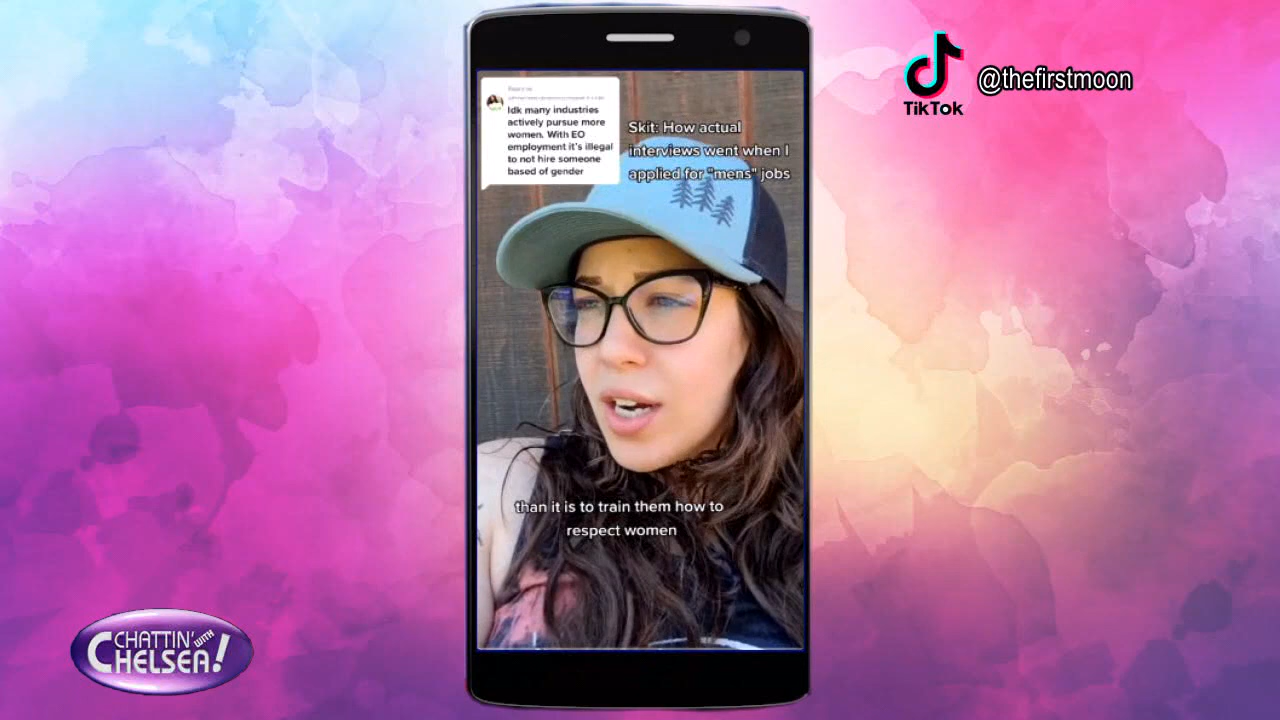 TikTok
@thefirstmoon
Idk many industries
actively pursue more
women. With EO
employment it's illegal
to not hire someone
based of gender
Skit: How actual
interviews went when I
applied for "mens" jobs
than it is to train them how to
respect women
CHATTIN' WITH
CHELSEA!